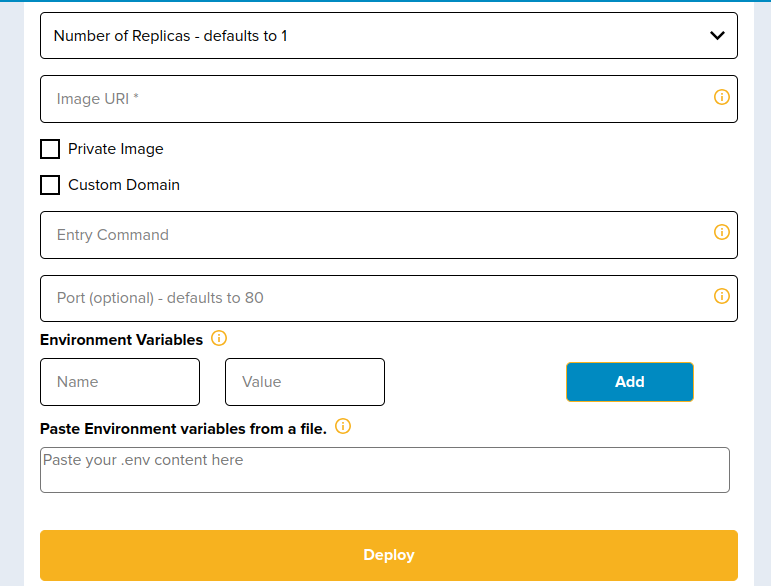 Number of Replicas - defaults to 1
Image URI *
Private Image
Custom Domain
Entry Command
Port (optional) - defaults to 80
Environment Variables
Name Value Add
Paste Environment variables from a file.
Paste your .env content here
Deploy